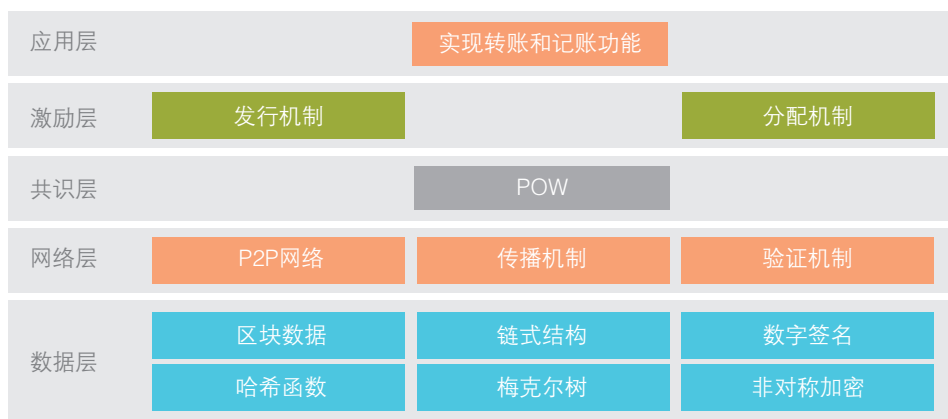 应用层
实现转账和记账功能
激励层
发行机制
分配机制
共识层
POW
网络层
P2P网络
传播机制
验证机制
数据层
区块数据
链式结构
数字签名
哈希函数
梅克尔树
非对称加密